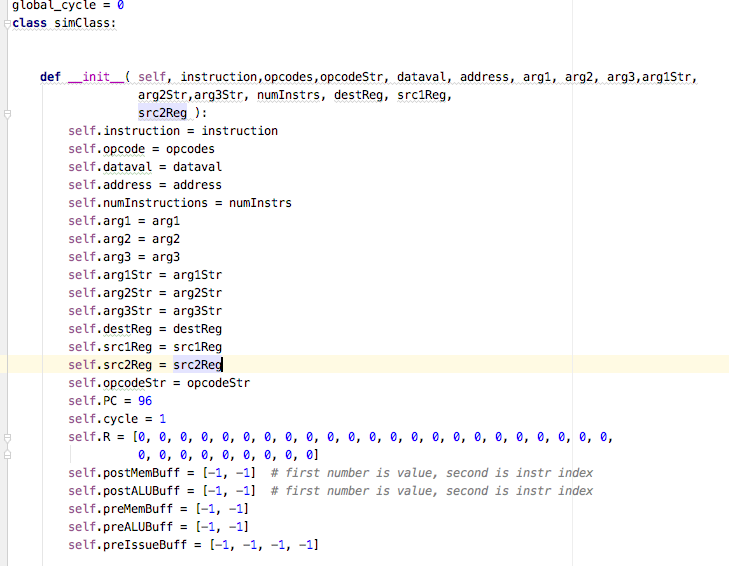 global_cycle = 0
class simClass:
def __init__( self, instruction,opcodes,opcodeStr, dataval, address, arg1, arg2, arg3,arg1Str,
arg2Str,arg3Str, numInstrs, destReg, src1Reg,
src2Reg ):
self.instruction = instruction
self.opcode = opcodes
self.dataval = dataval
self.address = address
self.numInstructions = numInstrs
self.arg1 = arg1
self.arg2 = arg2
self.arg3 = arg3
self.arg1Str = arg1Str
self.arg2Str = arg2Str
self.arg3Str = arg3Str
self.destReg = destReg
self.src1Reg = src1Reg
self.src2Reg = src2Reg
self.opcodeStr = opcodeStr
self.PC = 96
self.cycle = 1
self.R = [0, 0, 0, 0, 0, 0, 0, 0, 0, 0, 0, 0, 0, 0, 0, 0, 0, 0, 0, 0, 0, 0, 0,
0, 0, 0, 0, 0, 0, 0, 0, 0]
self.postMemBuff = [-1, -1]  # first number is value, second is instr index
self.postALUBuff = [-1, -1]  # first number is value, second is instr index
self.preMemBuff = [-1, -1]
self.preALUBuff = [-1, -1]
self.preIssueBuff = [-1, -1, -1, -1]